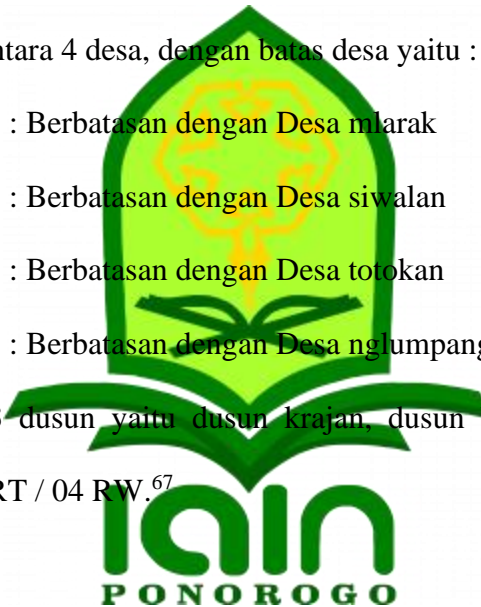 ntara 4 desa, dengan batas desa yaitu :
: Berbatasan dengan Desa mlarak
: Berbatasan dengan Desa siwalan
: Berbatasan dengan Desa totokan
: Berbatasan dengan Desa nglumpang
dusun yaitu dusun krajan, dusun
RT / 04 RW.67
iain
PONOROGO